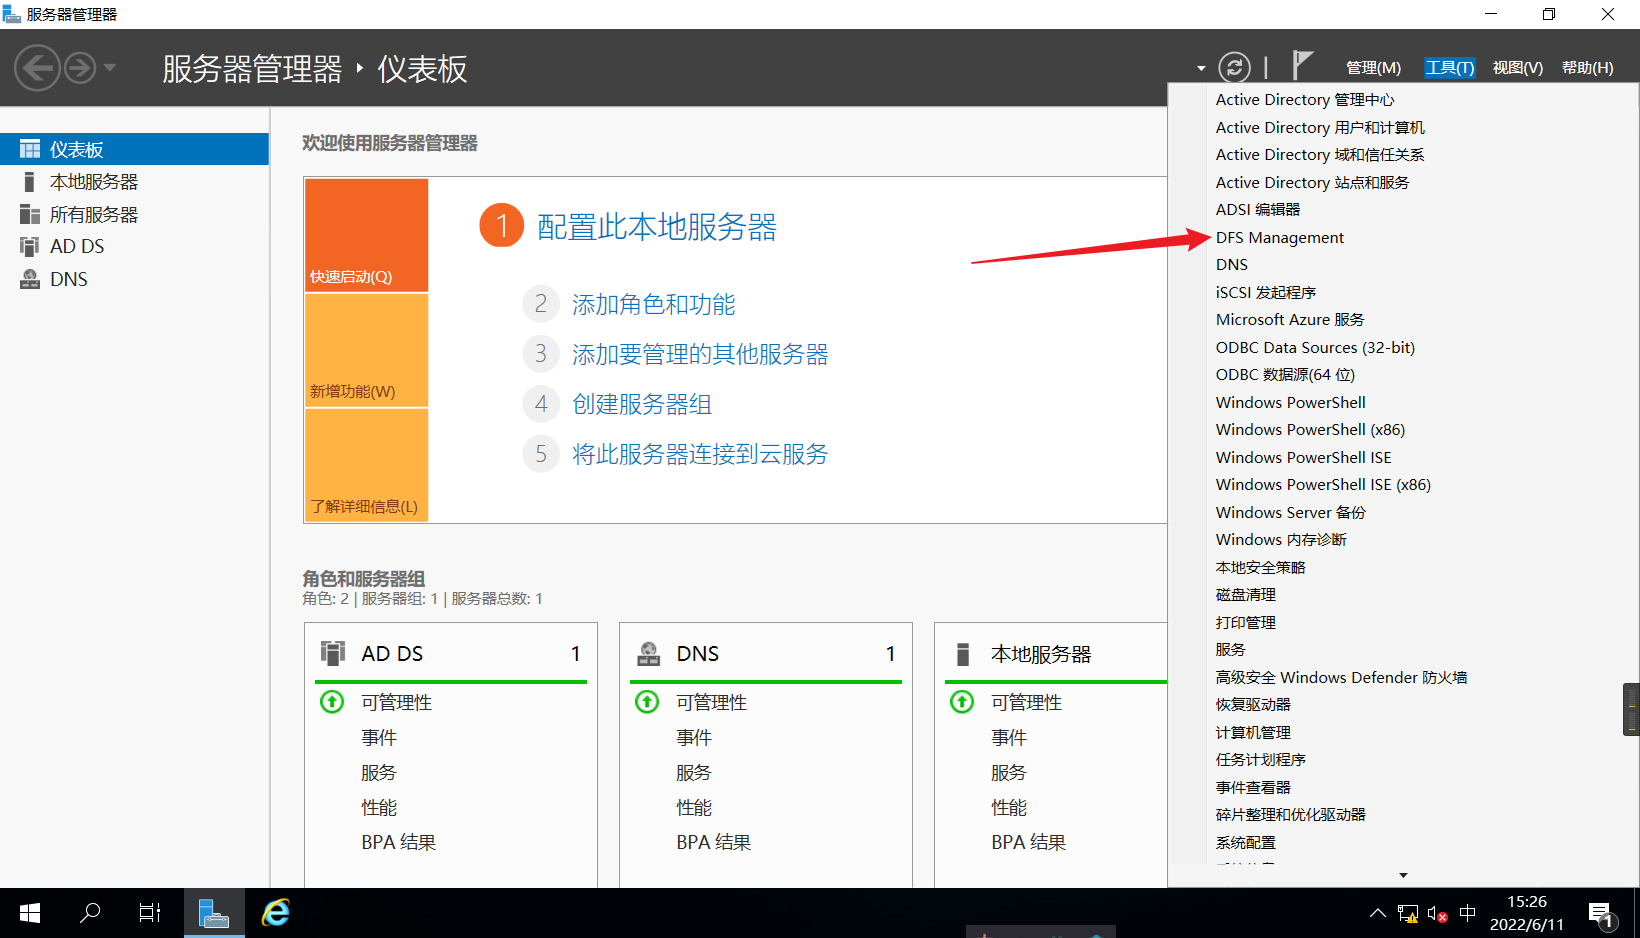 服务器管理器
服务器管理器 ‣ 仪表板
管理(M) 工具(T) 视图(V) 帮助(H)
仪表板
本地服务器
所有服务器
AD DS
DNS
欢迎使用服务器管理器
快速启动(Q)
新增功能(W)
了解详细信息(L)
1 配置此本地服务器
2 添加角色和功能
3 添加要管理的其他服务器
4 创建服务器组
5 将此服务器连接到云服务
角色和服务器组
角色: 2 | 服务器组: 1 | 服务器总数: 1
AD DS 1
可管理性
事件
服务
性能
BPA 结果
DNS 1
可管理性
事件
服务
性能
BPA 结果
本地服务器
可管理性
事件
服务
性能
BPA 结果
Active Directory 管理中心
Active Directory 用户和计算机
Active Directory 域和信任关系
Active Directory 站点和服务
ADSI 编辑器
DFS Management
DNS
iSCSI 发起程序
Microsoft Azure 服务
ODBC Data Sources (32-bit)
ODBC 数据源(64 位)
Windows PowerShell
Windows PowerShell (x86)
Windows PowerShell ISE
Windows PowerShell ISE (x86)
Windows Server 备份
Windows 内存诊断
本地安全策略
磁盘清理
打印管理
服务
高级安全 Windows Defender 防火墙
恢复驱动器
计算机管理
任务计划程序
事件查看器
碎片整理和优化驱动器
系统配置
中
15:26
2022/6/11
1